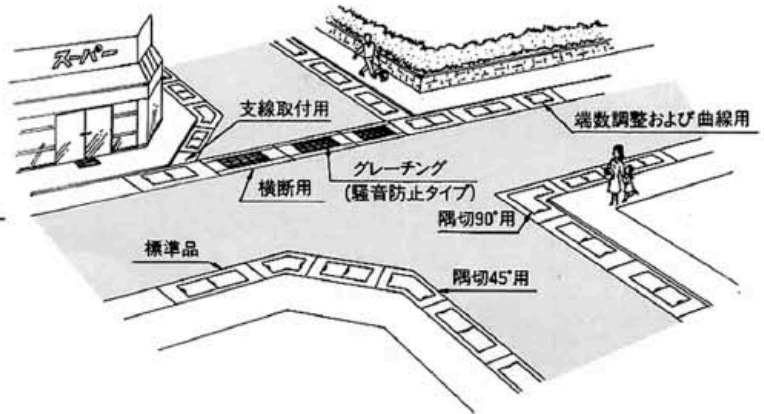 スーパー
支線取付用
端数調整および曲線用
グレーチング
(騒音防止タイプ)
横断用
隅切90°用
標準品
隅切45°用